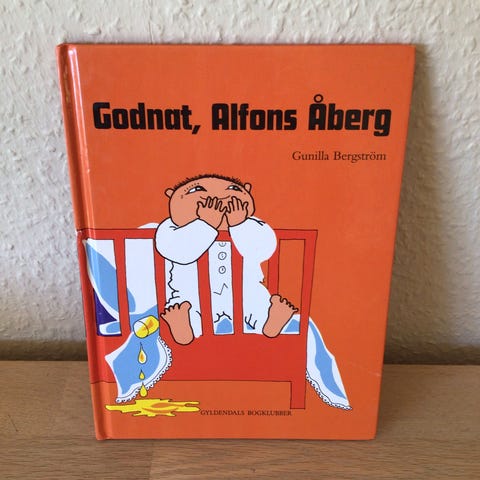 Godnat, Alfons Åberg
Gunilla Bergström
GYLDENDALS BOGKLUBBER